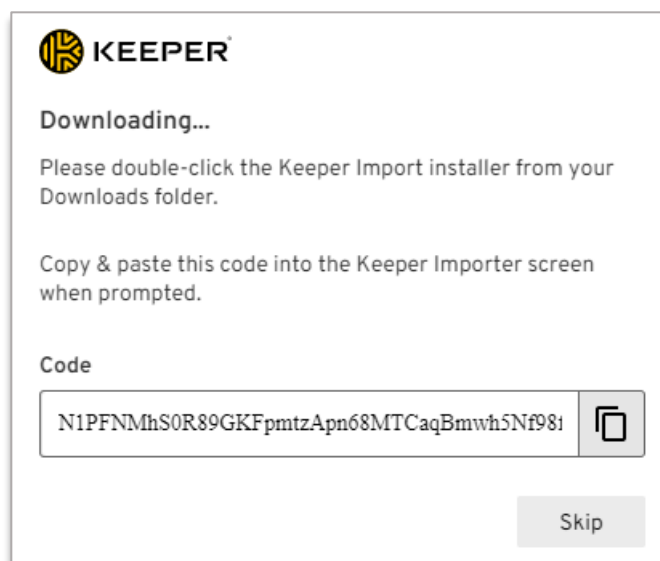 KEEPER
Downloading...
Please double-click the Keeper Import installer from your
Downloads folder.
Copy & paste this code into the Keeper Importer screen
when prompted.
Code
N1PFNMhS0R89GKFpmtzApn68MTCaqBmwh5Nf98f
Skip